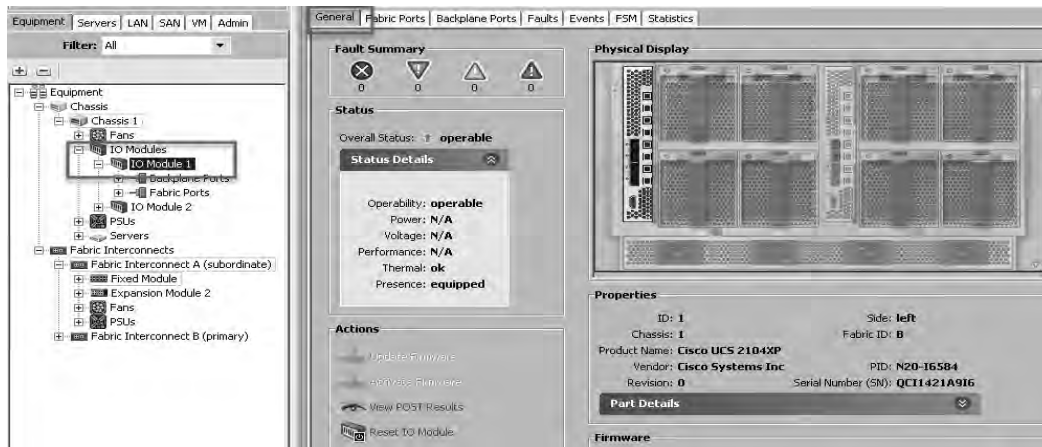 Equipment Servers LAN SAN VM Admin
Filter: All
Equipment
Chassis
Chassis 1
Fans
IO Modules
IO Module 1
Backplane Ports
Fabric Ports
IO Module 2
PSUs
Servers
Fabric Interconnects
Fabric Interconnect A (subordinate)
Fixed Module
Expansion Module 2
Fans
PSUs
Fabric Interconnect B (primary)
General Fabric Ports Backplane Ports Faults Events FSM Statistics
Fault Summary
0 0 0 0
Status
Overall Status: operable
Status Details
Operability: operable
Power: N/A
Voltage: N/A
Performance: N/A
Thermal: ok
Presence: equipped
Actions
Update Firmware
Activate Firmware
View POST Results
Reset IO Module
Physical Display
Properties
ID: 1 Side: left
Chassis: 1 Fabric ID: B
Product Name: Cisco UCS 2104XP
Vendor: Cisco Systems Inc PID: N20-I6584
Revision: 0 Serial Number (SN): QCI1421A9I6
Part Details
Firmware